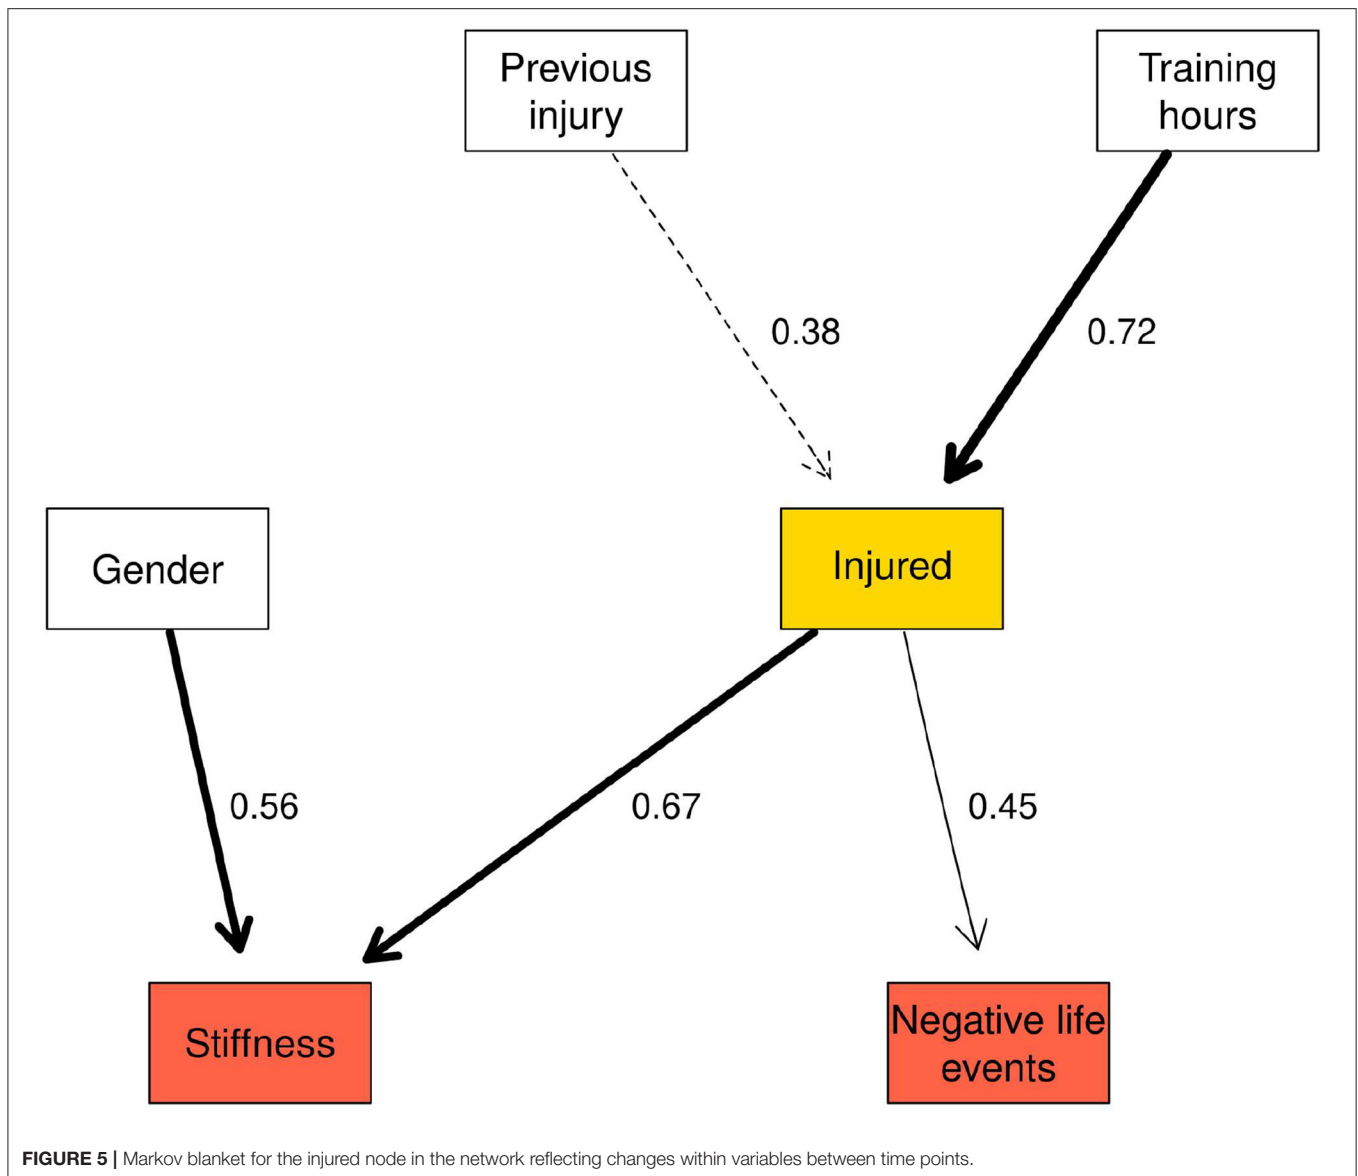 Previous
injury
Training
hours
0.38
0.72
Gender
Injured
0.56
0.67
0.45
Stiffness
Negative life
events
FIGURE 5 | Markov blanket for the injured node in the network reflecting changes within variables between time points.